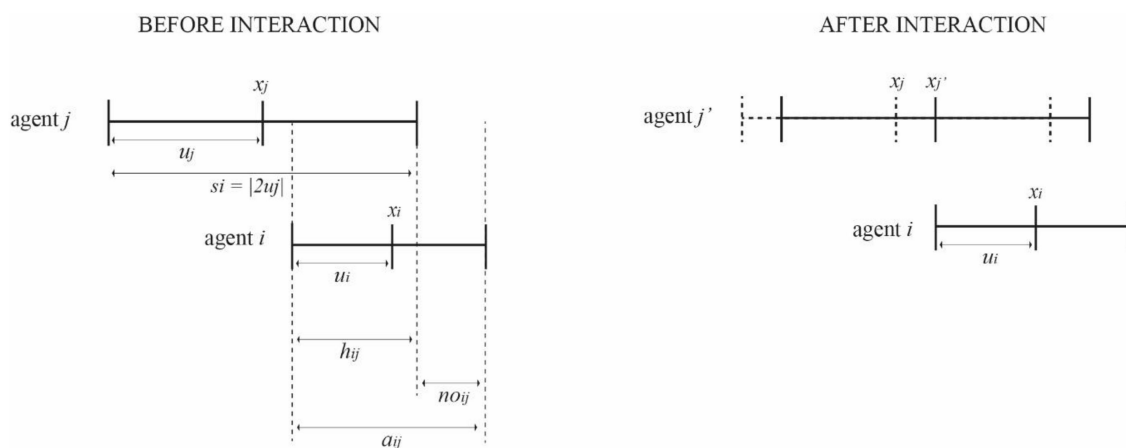 BEFORE INTERACTION
xj
agent j
uj
si = |2uj|
xi
agent i
ui
hij
noij
aij
AFTER INTERACTION
xj xj'
agent j'
xi
agent i
ui